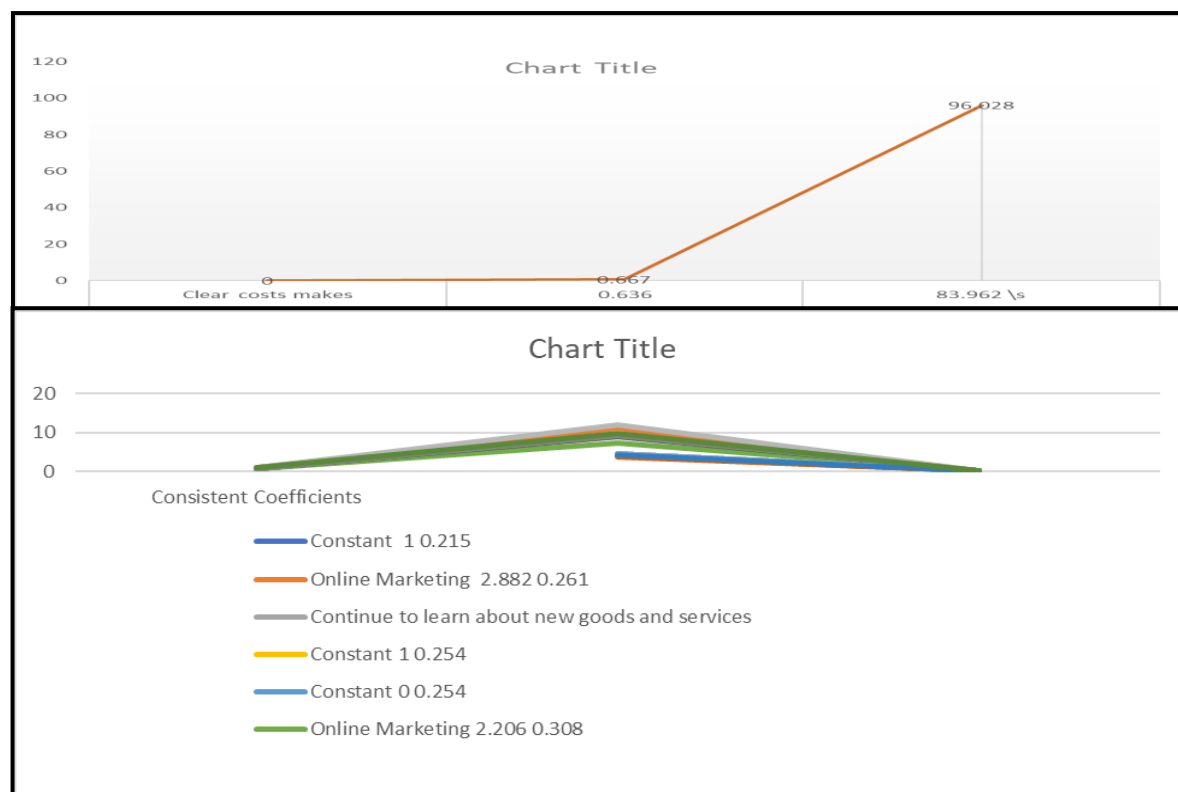 Chart Title
120
100
80
60
40
20
0
96.028
0
0.667
Clear costs makes
0.636
83.962 \s
Chart Title
20
10
0
Consistent Coefficients
Constant 1 0.215
Online Marketing 2.882 0.261
Continue to learn about new goods and services
Constant 1 0.254
Constant 0 0.254
Online Marketing 2.206 0.308